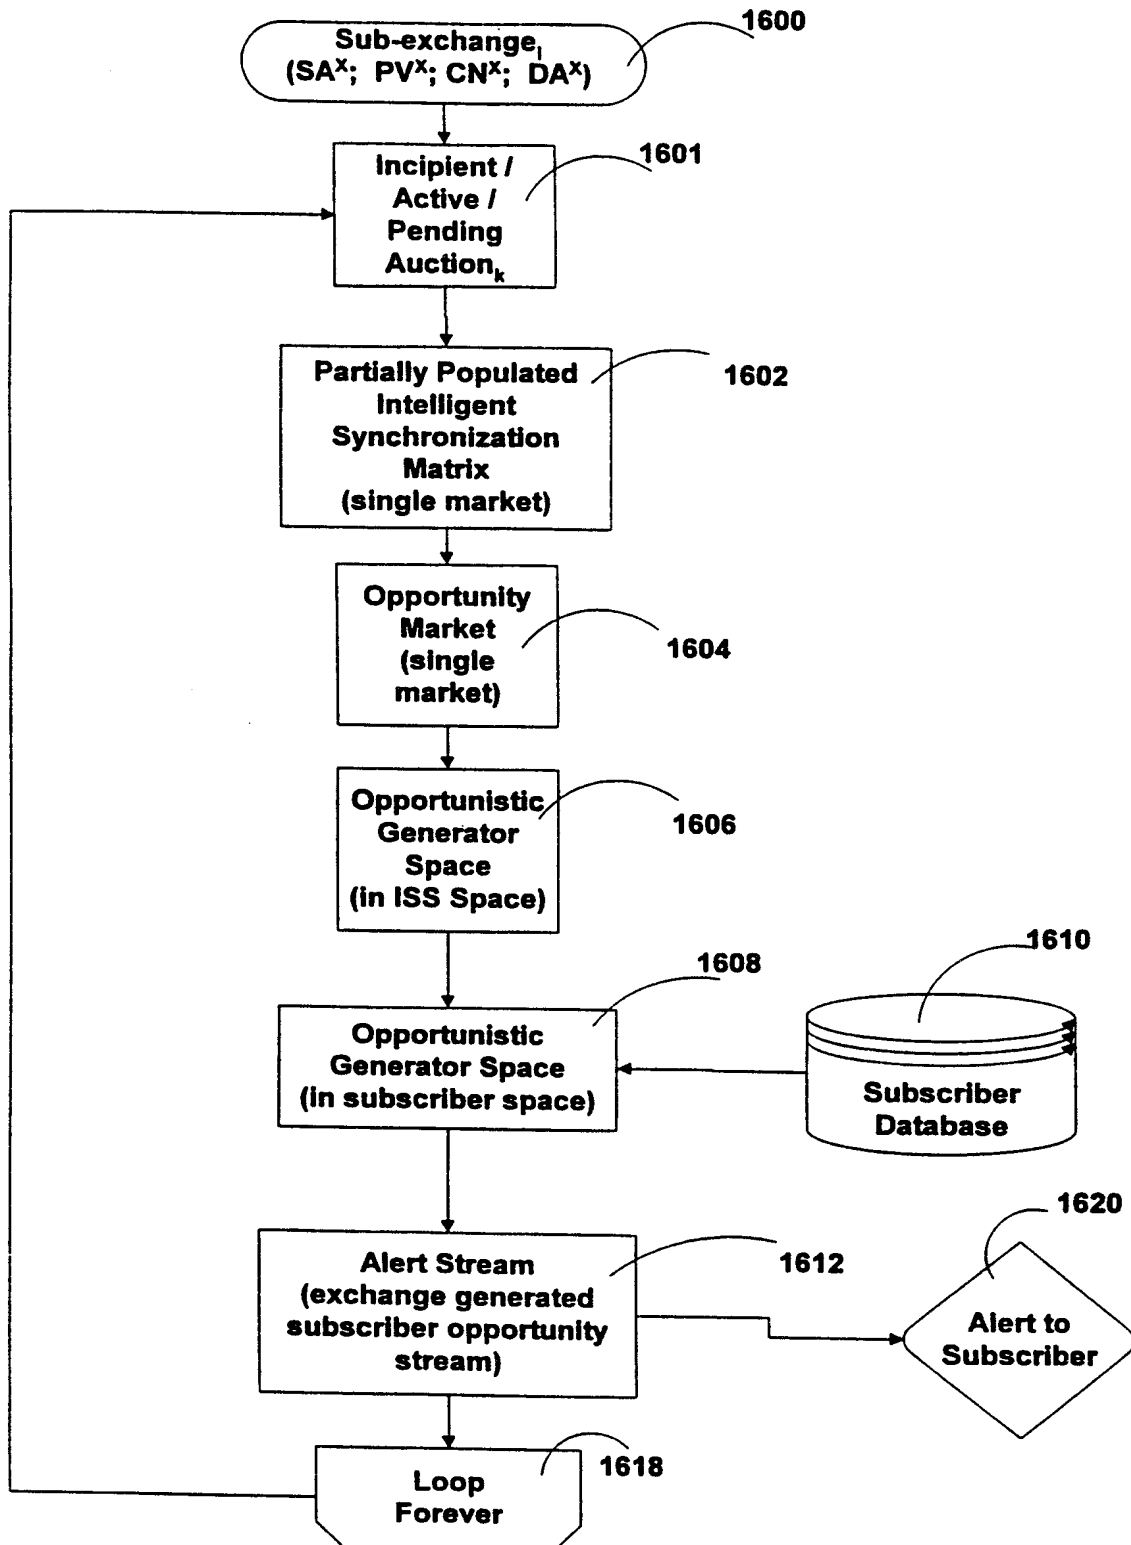 1600
Sub-exchange_i
(SA^X; PV^X; CN^X; DA^X)
1601
Incipient /
Active /
Pending
Auction_k
1602
Partially Populated
Intelligent
Synchronization
Matrix
(single market)
Opportunity
Market
(single
market)
1604
Opportunistic
Generator
Space
(in ISS Space)
1606
1608
1610
Opportunistic
Generator Space
(in subscriber space)
Subscriber
Database
1620
1612
Alert Stream
(exchange generated
subscriber opportunity
stream)
Alert to
Subscriber
1618
Loop
Forever